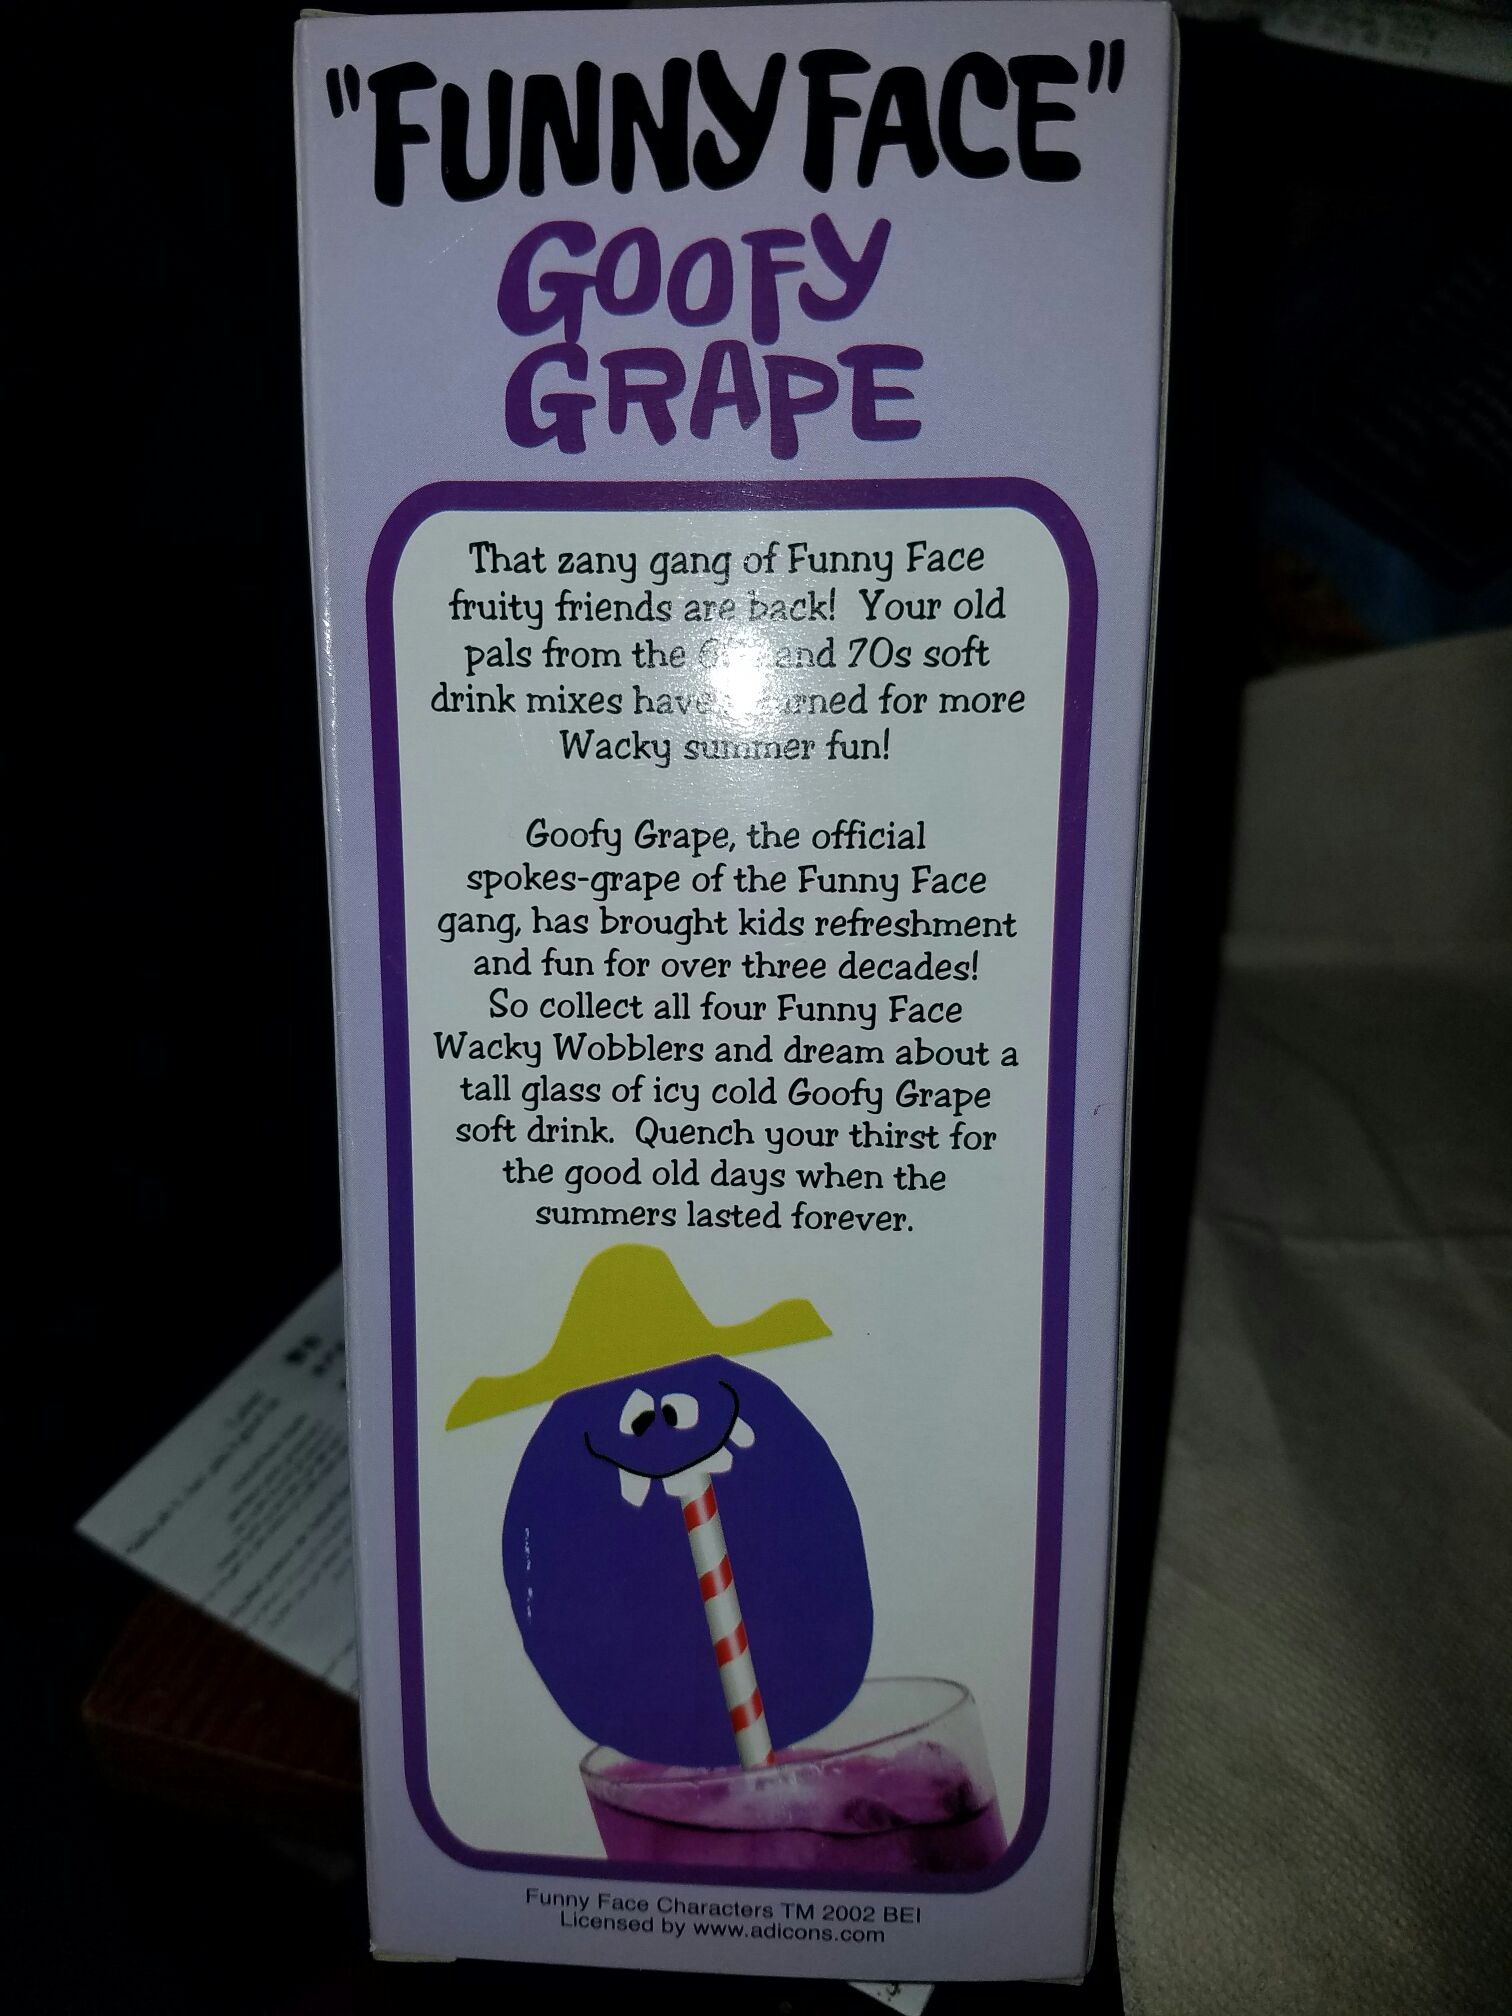 "FUNNY FACE"
GOOFY
GRAPE
That zany gang of Funny Face
fruity friends are back! Your old
pals from the and 70s soft
drink mixes have for more
Wacky summer fun!
Goofy Grape, the official
spokes-grape of the Funny Face
gang, has brought kids refreshment
and fun for over three decades!
So collect all four Funny Face
Wacky Wobblers and dream about a
tall glass of icy cold Goofy Grape
soft drink. Quench your thirst for
the good old days when the
summers lasted forever.
Funny Face Characters TM 2002 BEI
Licensed by www.adicons.com